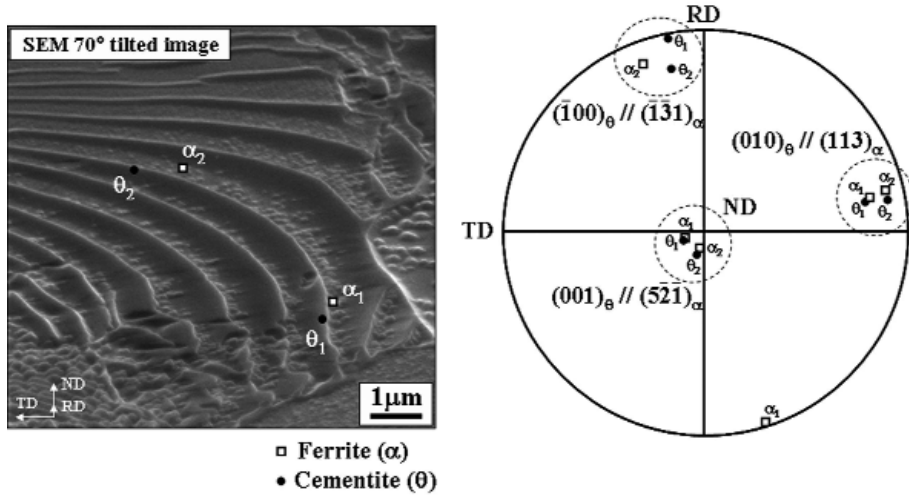 SEM 70° tilted image
α₂
θ₂
α₁
θ₁
ND
TD
RD
1μm
□ Ferrite (α)
● Cementite (θ)
RD
θ₁
α₂
θ₂
(1̅00)θ // (1̅3̅1)α
(010)θ // (113)α
α₁
α₂
θ₁
θ₂
ND
TD
α₁
θ₁
α₂
θ₂
(001)θ // (52̅1̅)α
α₁